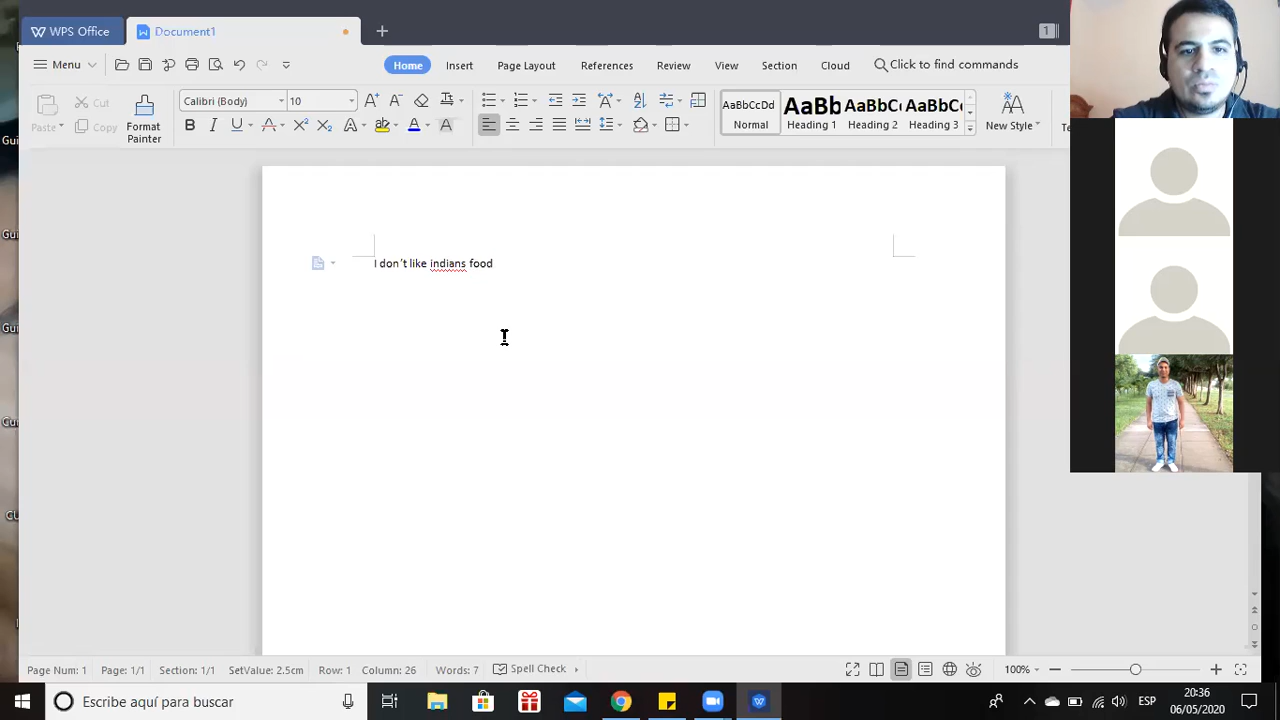 WPS Office
Document1
1
Menu
Home
Insert
Page Layout
References
Review
View
Section
Cloud
Click to find commands
Paste
Cut
Copy
Format
Painter
Calibri (Body)
10
AaBbCcDd
Normal
AaBb
Heading 1
AaBbC
Heading 2
AaBbC
Heading 3
New Style
I don´t like indians food
Page Num: 1
Page: 1/1
Section: 1/1
SetValue: 2.5cm
Row: 1
Column: 26
Words: 7
Spell Check
100%
Escribe aquí para buscar
ESP
20:36
06/05/2020